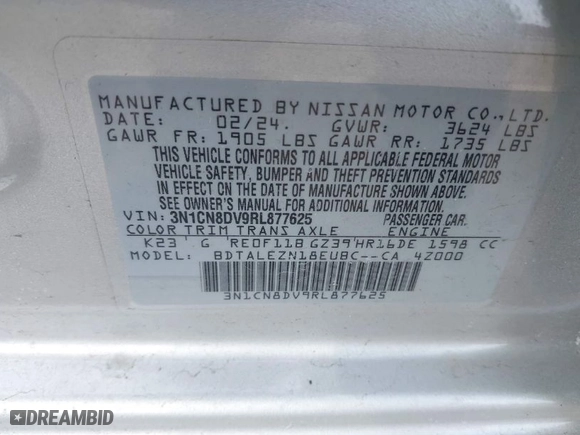 MANUFACTURED BY NISSAN MOTOR CO., LTD.
DATE: 02/24. GVWR: 3624 LBS
GAWR FR: 1905 LBS GAWR RR: 1735 LBS
THIS VEHICLE CONFORMS TO ALL APPLICABLE FEDERAL MOTOR
VEHICLE SAFETY, BUMPER AND THEFT PREVENTION STANDARDS
IN EFFECT ON THE DATE OF MANUFACTURE SHOWN ABOVE.
SEE OWNER'S MANUAL FOR ADDITIONAL INFORMATION.
VIN: 3N1CN8DV9RL877625 PASSENGER CAR.
COLOR TRIM TRANS AXLE ENGINE
K23 G RE0F11B GZ39 HR16DE 1598 CC
MODEL: BDTALEZN18EUBC--CA 4Z000
3N1CN8DV9RL877625
DREAMBID